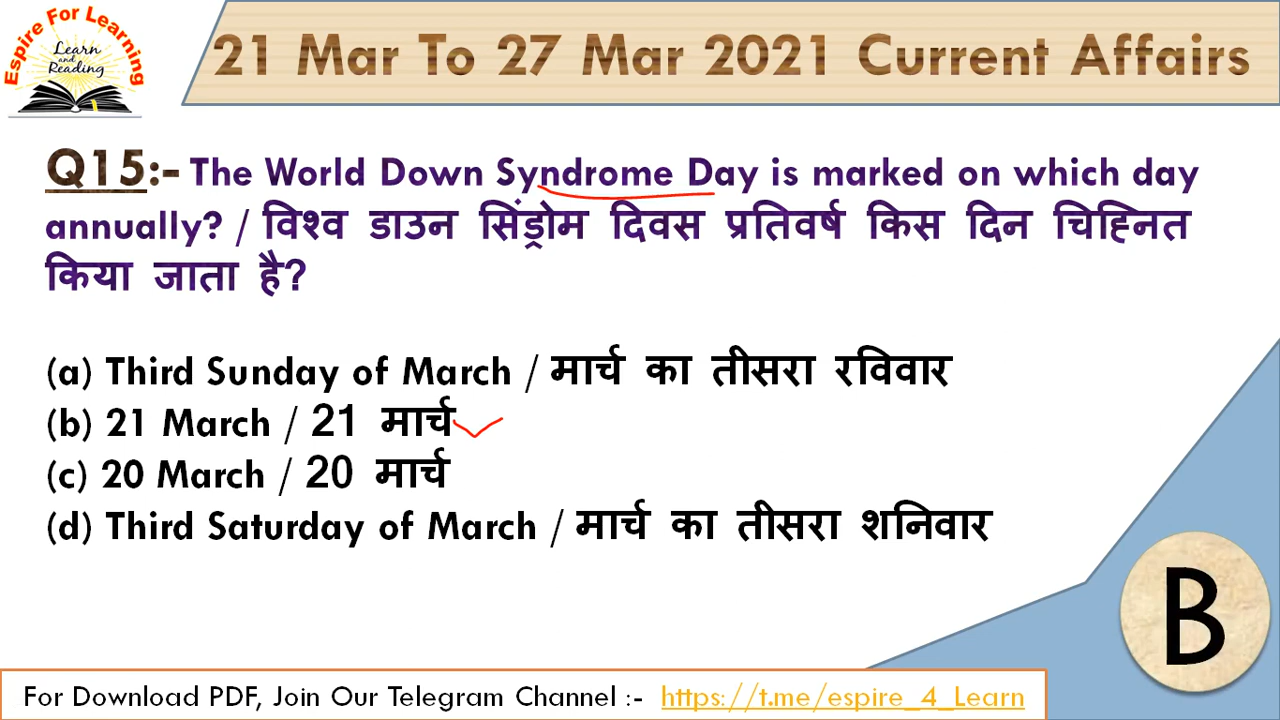 Espire For Learning
Learn
and
Reading
21 Mar To 27 Mar 2021 Current Affairs
Q15:- The World Down Syndrome Day is marked on which day
annually? / विश्व डाउन सिंड्रोम दिवस प्रतिवर्ष किस दिन चिह्नित
किया जाता है?
(a) Third Sunday of March / मार्च का तीसरा रविवार
(b) 21 March / 21 मार्च
(c) 20 March / 20 मार्च
(d) Third Saturday of March / मार्च का तीसरा शनिवार
B
For Download PDF, Join Our Telegram Channel :- https://t.me/espire_4_Learn